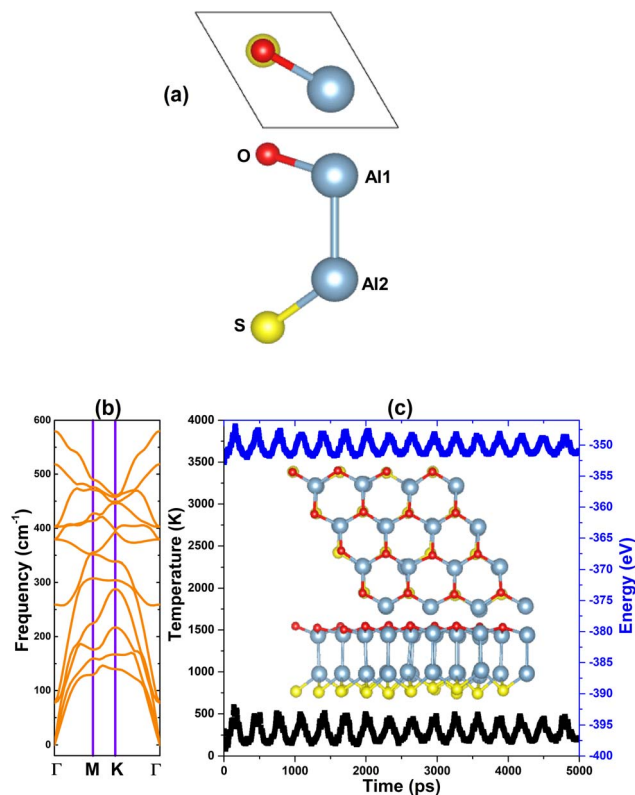 (a)
O
Al1
Al2
S
(b)
(c)
600
500
400
300
200
100
0
Frequency (cm⁻¹)
Γ M K Γ
4000
3500
3000
2500
2000
1500
1000
500
0
Temperature (K)
-350
-355
-360
-365
-370
-375
-380
-385
-390
-395
-400
Energy (eV)
0 1000 2000 3000 4000 5000
Time (ps)